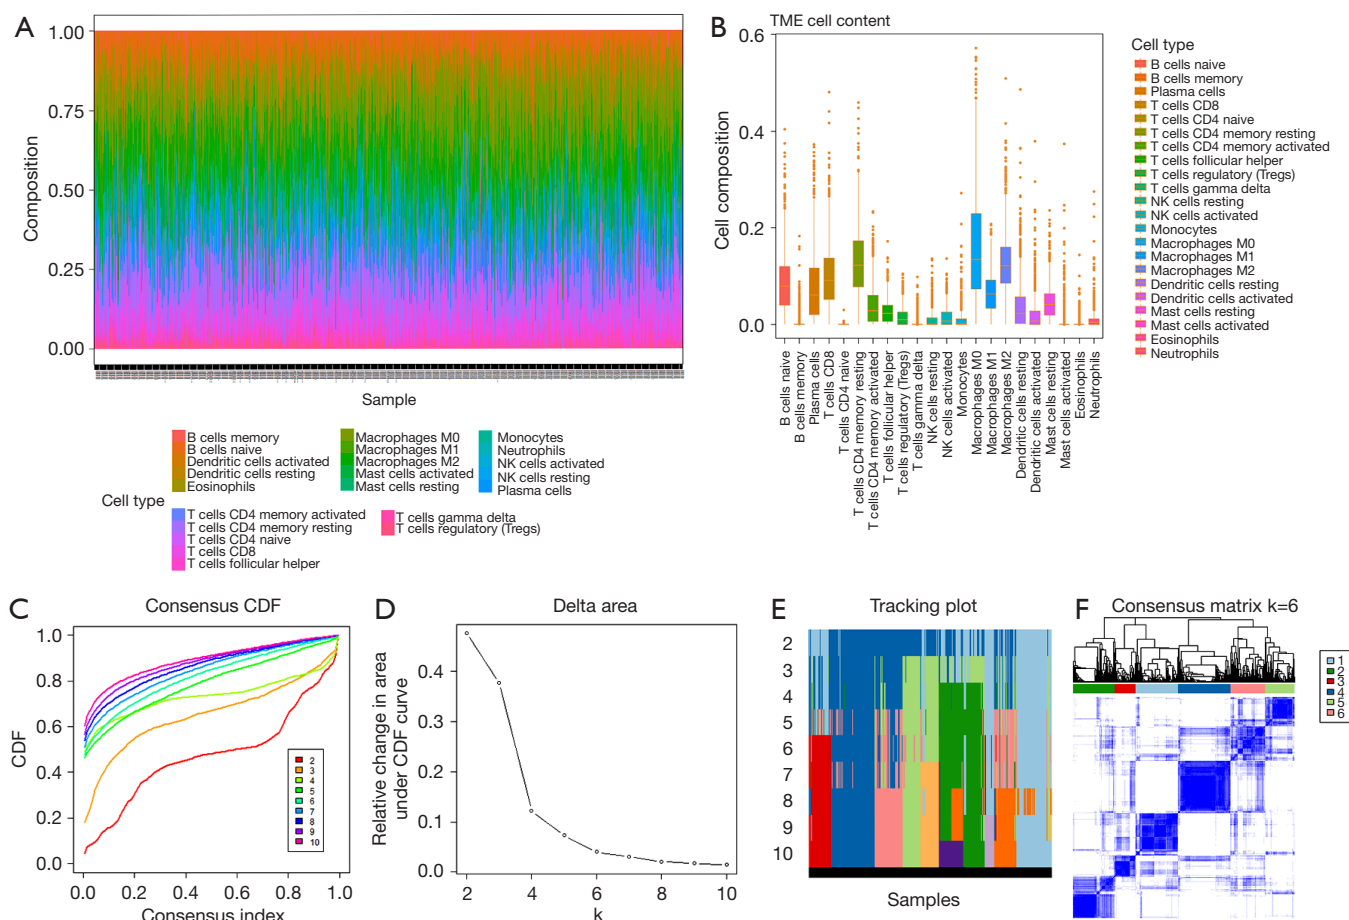 A
1.00
0.75
0.50
0.25
0.00
Composition
Sample
Cell type
B cells memory
B cells naive
Dendritic cells activated
Dendritic cells resting
Eosinophils
Macrophages M0
Macrophages M1
Macrophages M2
Mast cells activated
Mast cells resting
Monocytes
Neutrophils
NK cells activated
NK cells resting
Plasma cells
T cells CD4 memory activated
T cells CD4 memory resting
T cells CD4 naive
T cells CD8
T cells follicular helper
T cells gamma delta
T cells regulatory (Tregs)
B
TME cell content
0.6
0.4
0.2
0.0
Cell composition
B cells naive
B cells memory
Plasma cells
T cells CD8
T cells CD4 naive
T cells CD4 memory resting
T cells CD4 memory activated
T cells follicular helper
T cells regulatory (Tregs)
T cells gamma delta
NK cells resting
NK cells activated
Monocytes
Macrophages M0
Macrophages M1
Macrophages M2
Dendritic cells resting
Dendritic cells activated
Mast cells resting
Mast cells activated
Eosinophils
Neutrophils
Cell type
B cells naive
B cells memory
Plasma cells
T cells CD8
T cells CD4 naive
T cells CD4 memory resting
T cells CD4 memory activated
T cells follicular helper
T cells regulatory (Tregs)
T cells gamma delta
NK cells resting
NK cells activated
Monocytes
Macrophages M0
Macrophages M1
Macrophages M2
Dendritic cells resting
Dendritic cells activated
Mast cells resting
Mast cells activated
Eosinophils
Neutrophils
C
Consensus CDF
1.0
0.8
0.6
0.4
0.2
0.0
CDF
0.0 0.2 0.4 0.6 0.8 1.0
Consensus index
2
3
4
5
6
7
8
9
10
D
Delta area
0.4
0.3
0.2
0.1
0.0
Relative change in area
under CDF curve
2 4 6 8 10
k
E
Tracking plot
2
3
4
5
6
7
8
9
10
Samples
F
Consensus matrix k=6
1
2
3
4
5
6